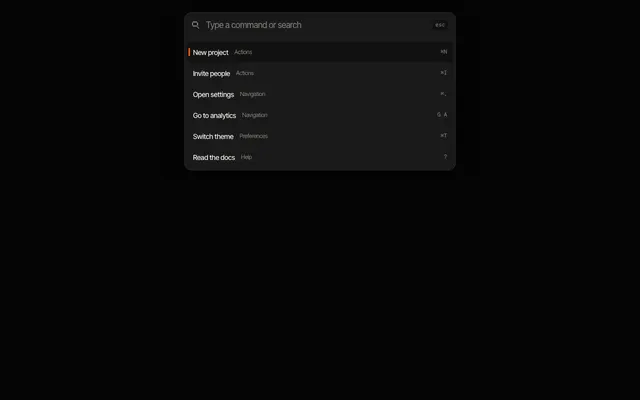 Type a command or search esc
New project Actions ⌘N
Invite people Actions ⌘I
Open settings Navigation ⌘,
Go to analytics Navigation G A
Switch theme Preferences ⌘T
Read the docs Help ?